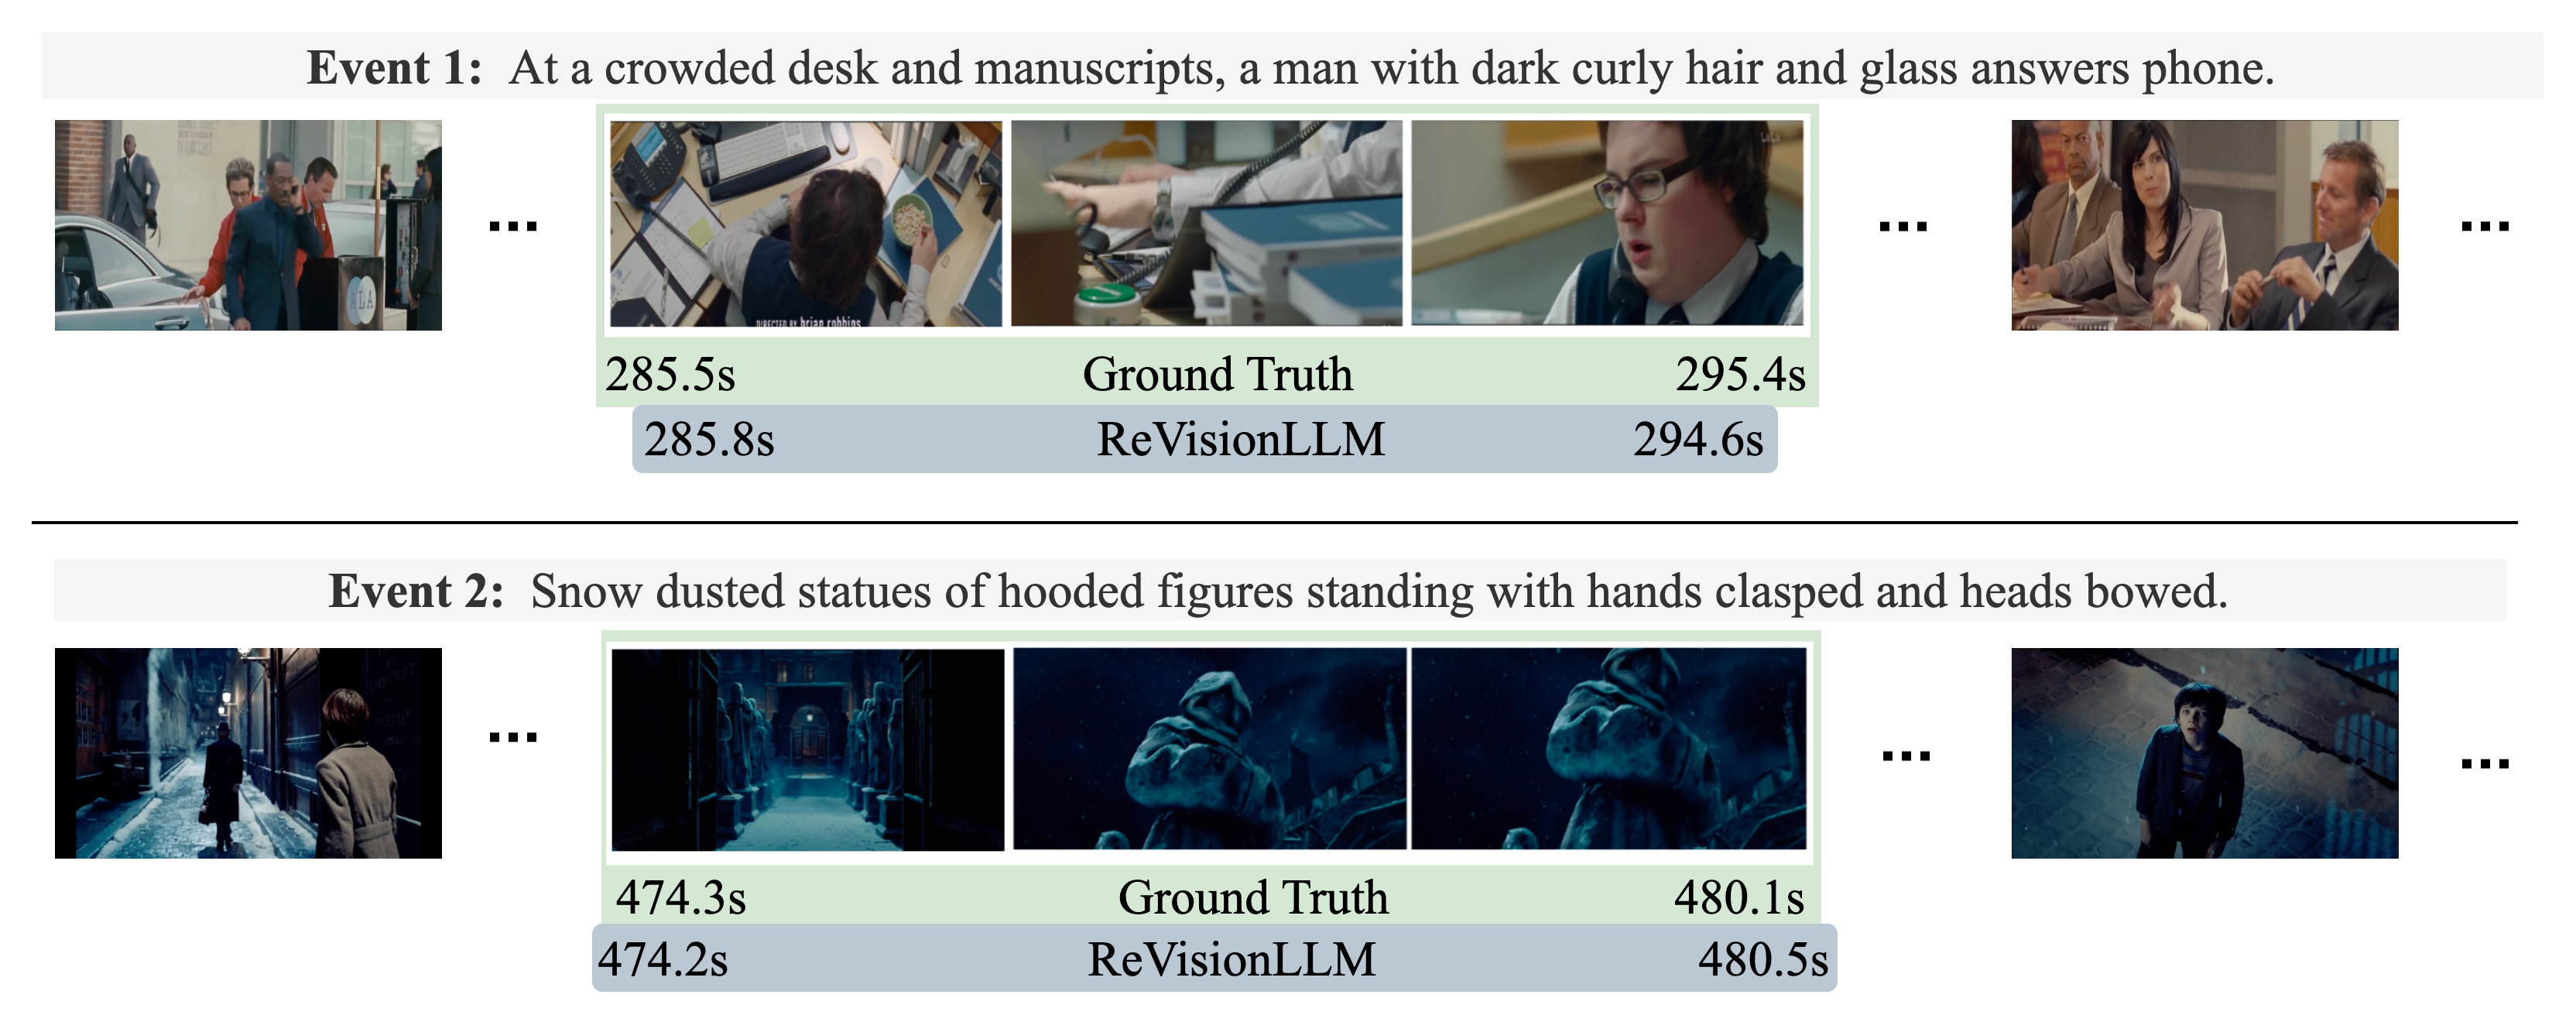 Event 1: At a crowded desk and manuscripts, a man with dark curly hair and glass answers phone.
LA
DIRECTED BY brian robbins
...
...
...
285.5s Ground Truth 295.4s
285.8s ReVisionLLM 294.6s
Event 2: Snow dusted statues of hooded figures standing with hands clasped and heads bowed.
...
...
...
474.3s Ground Truth 480.1s
474.2s ReVisionLLM 480.5s